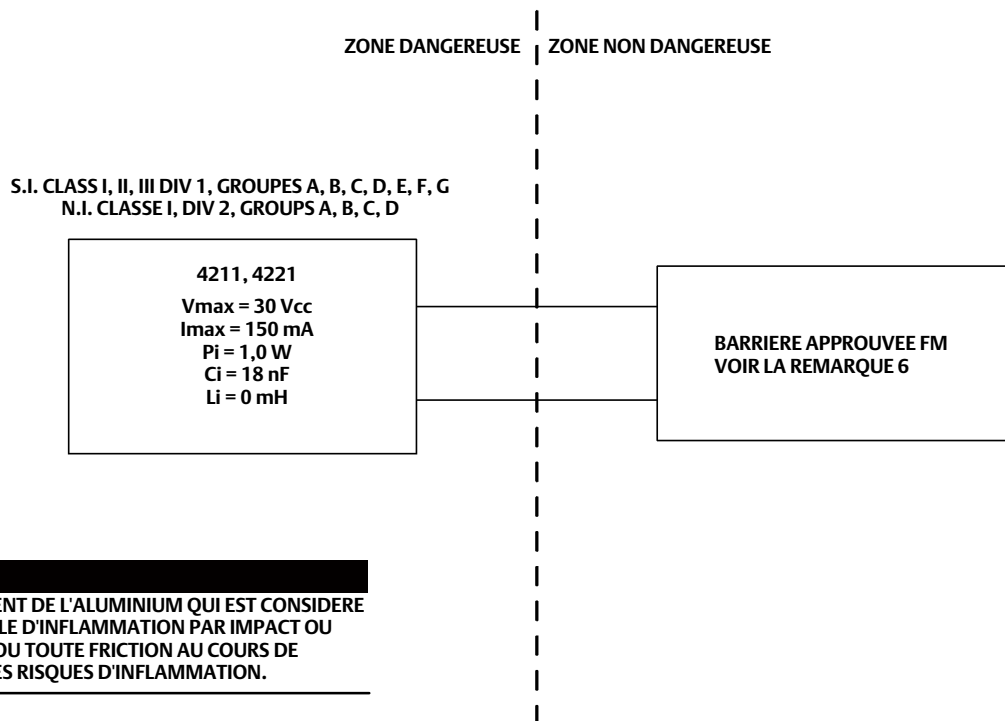 ZONE DANGEREUSE
ZONE NON DANGEREUSE
S.I. CLASS I, II, III DIV 1, GROUPES A, B, C, D, E, F, G
N.I. CLASSE I, DIV 2, GROUPS A, B, C, D
4211, 4221
Vmax = 30 Vcc
Imax = 150 mA
Pi = 1,0 W
Ci = 18 nF
Li = 0 mH
BARRIERE APPROUVEE FM
VOIR LA REMARQUE 6
ENT DE L'ALUMINIUM QUI EST CONSIDERE
LE D'INFLAMMATION PAR IMPACT OU
OU TOUTE FRICTION AU COURS DE
ES RISQUES D'INFLAMMATION.